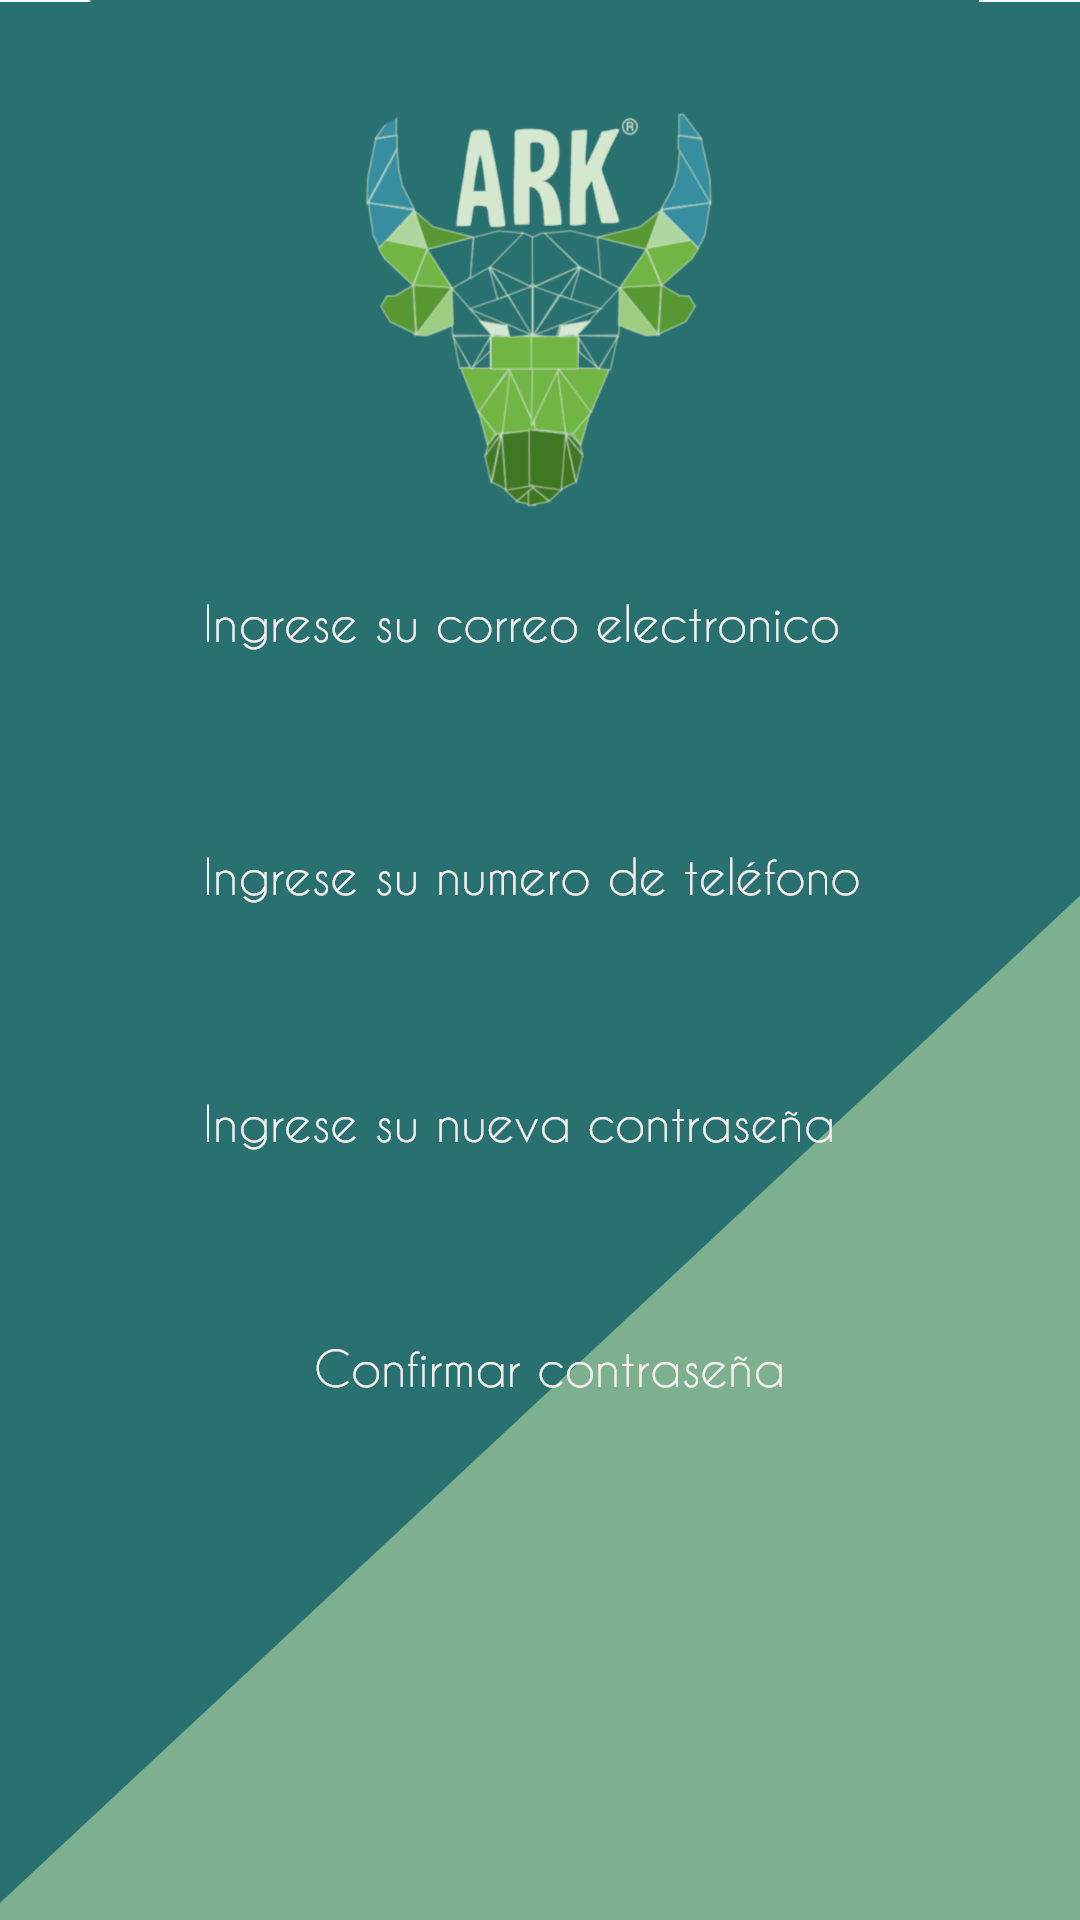 ARK®
Ingrese su correo electronico
Ingrese su numero de teléfono
Ingrese su nueva contraseña
Confirmar contraseña